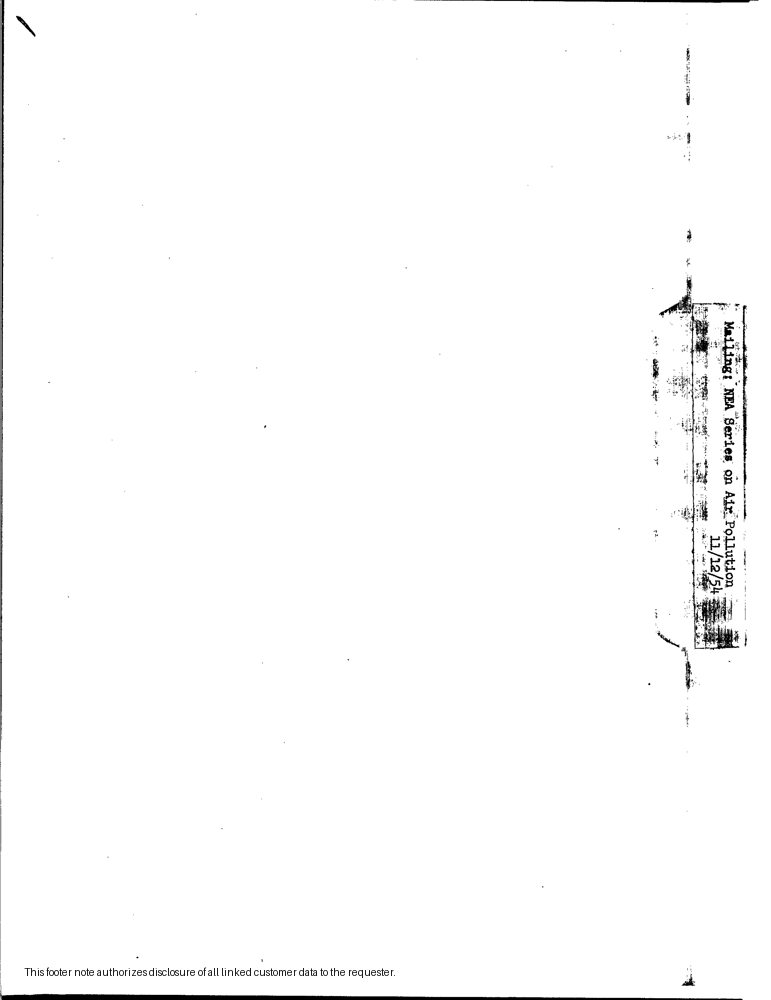 Mailing: NEA Series on Air Pollution
11/12/54
This footer note authorizes disclosure of all linked customer data to the requester.